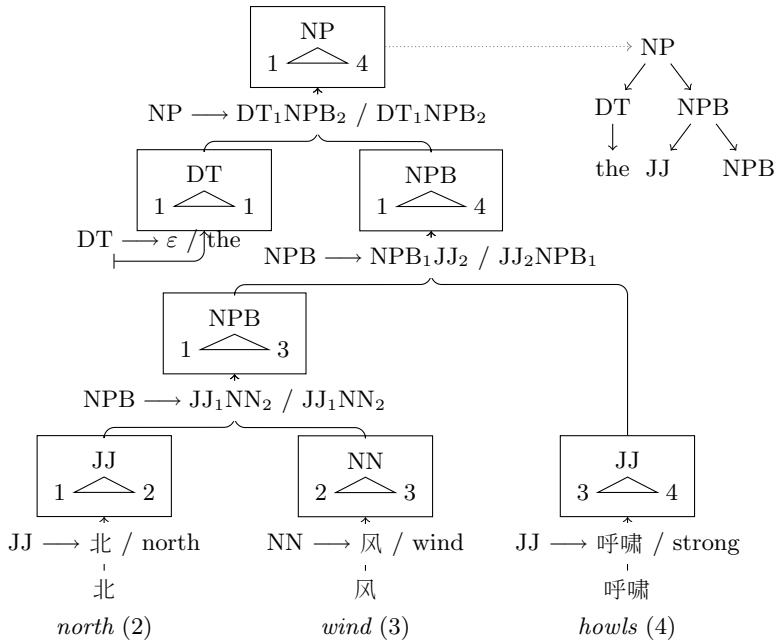 NP
1 4
NP
NP → DT₁NPB₂ / DT₁NPB₂
DT NPB
DT
1 1
NPB
1 4
the JJ NPB
DT → ε / the
NPB → NPB₁JJ₂ / JJ₂NPB₁
NPB
1 3
NPB → JJ₁NN₂ / JJ₁NN₂
JJ
1 2
NN
2 3
JJ
3 4
JJ → 北 / north NN → 风 / wind JJ → 呼啸 / strong
北 风 呼啸
north (2) wind (3) howls (4)